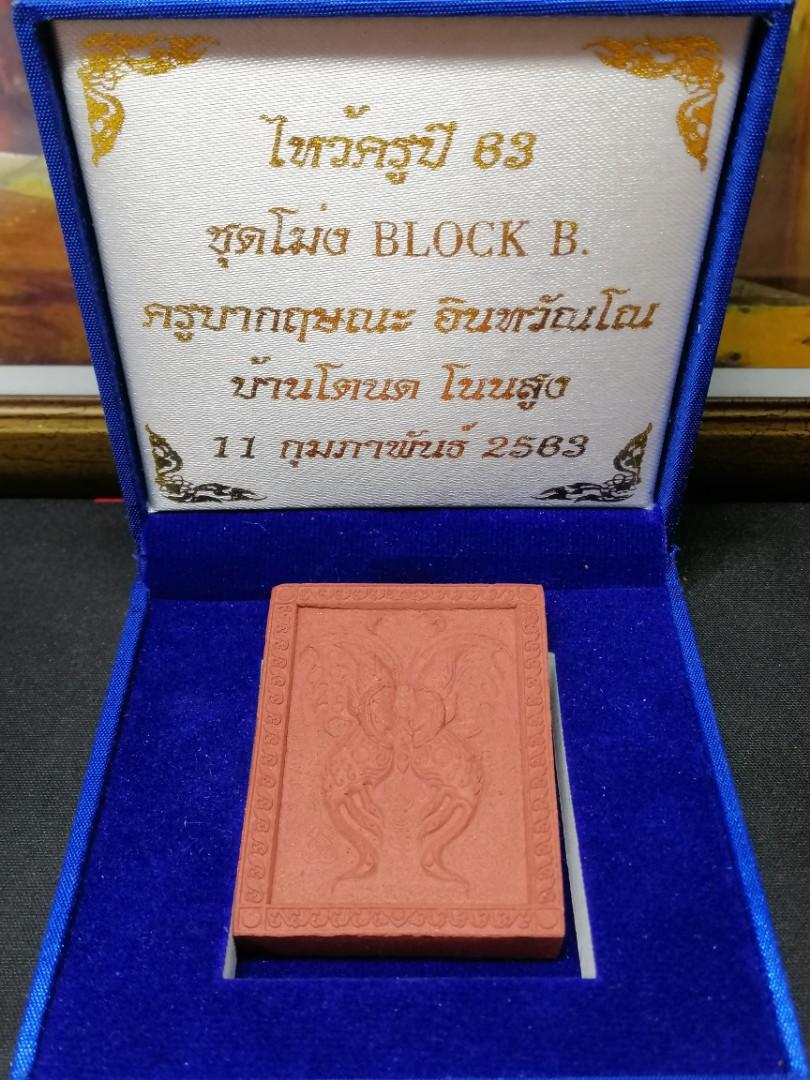 ไหว้ครูปี 63
ชุดโม่ง BLOCK B.
ครูบากฤษณะ อินทวัณโณ
บ้านโตนด โนนสูง
11 กุมภาพันธ์ 2563